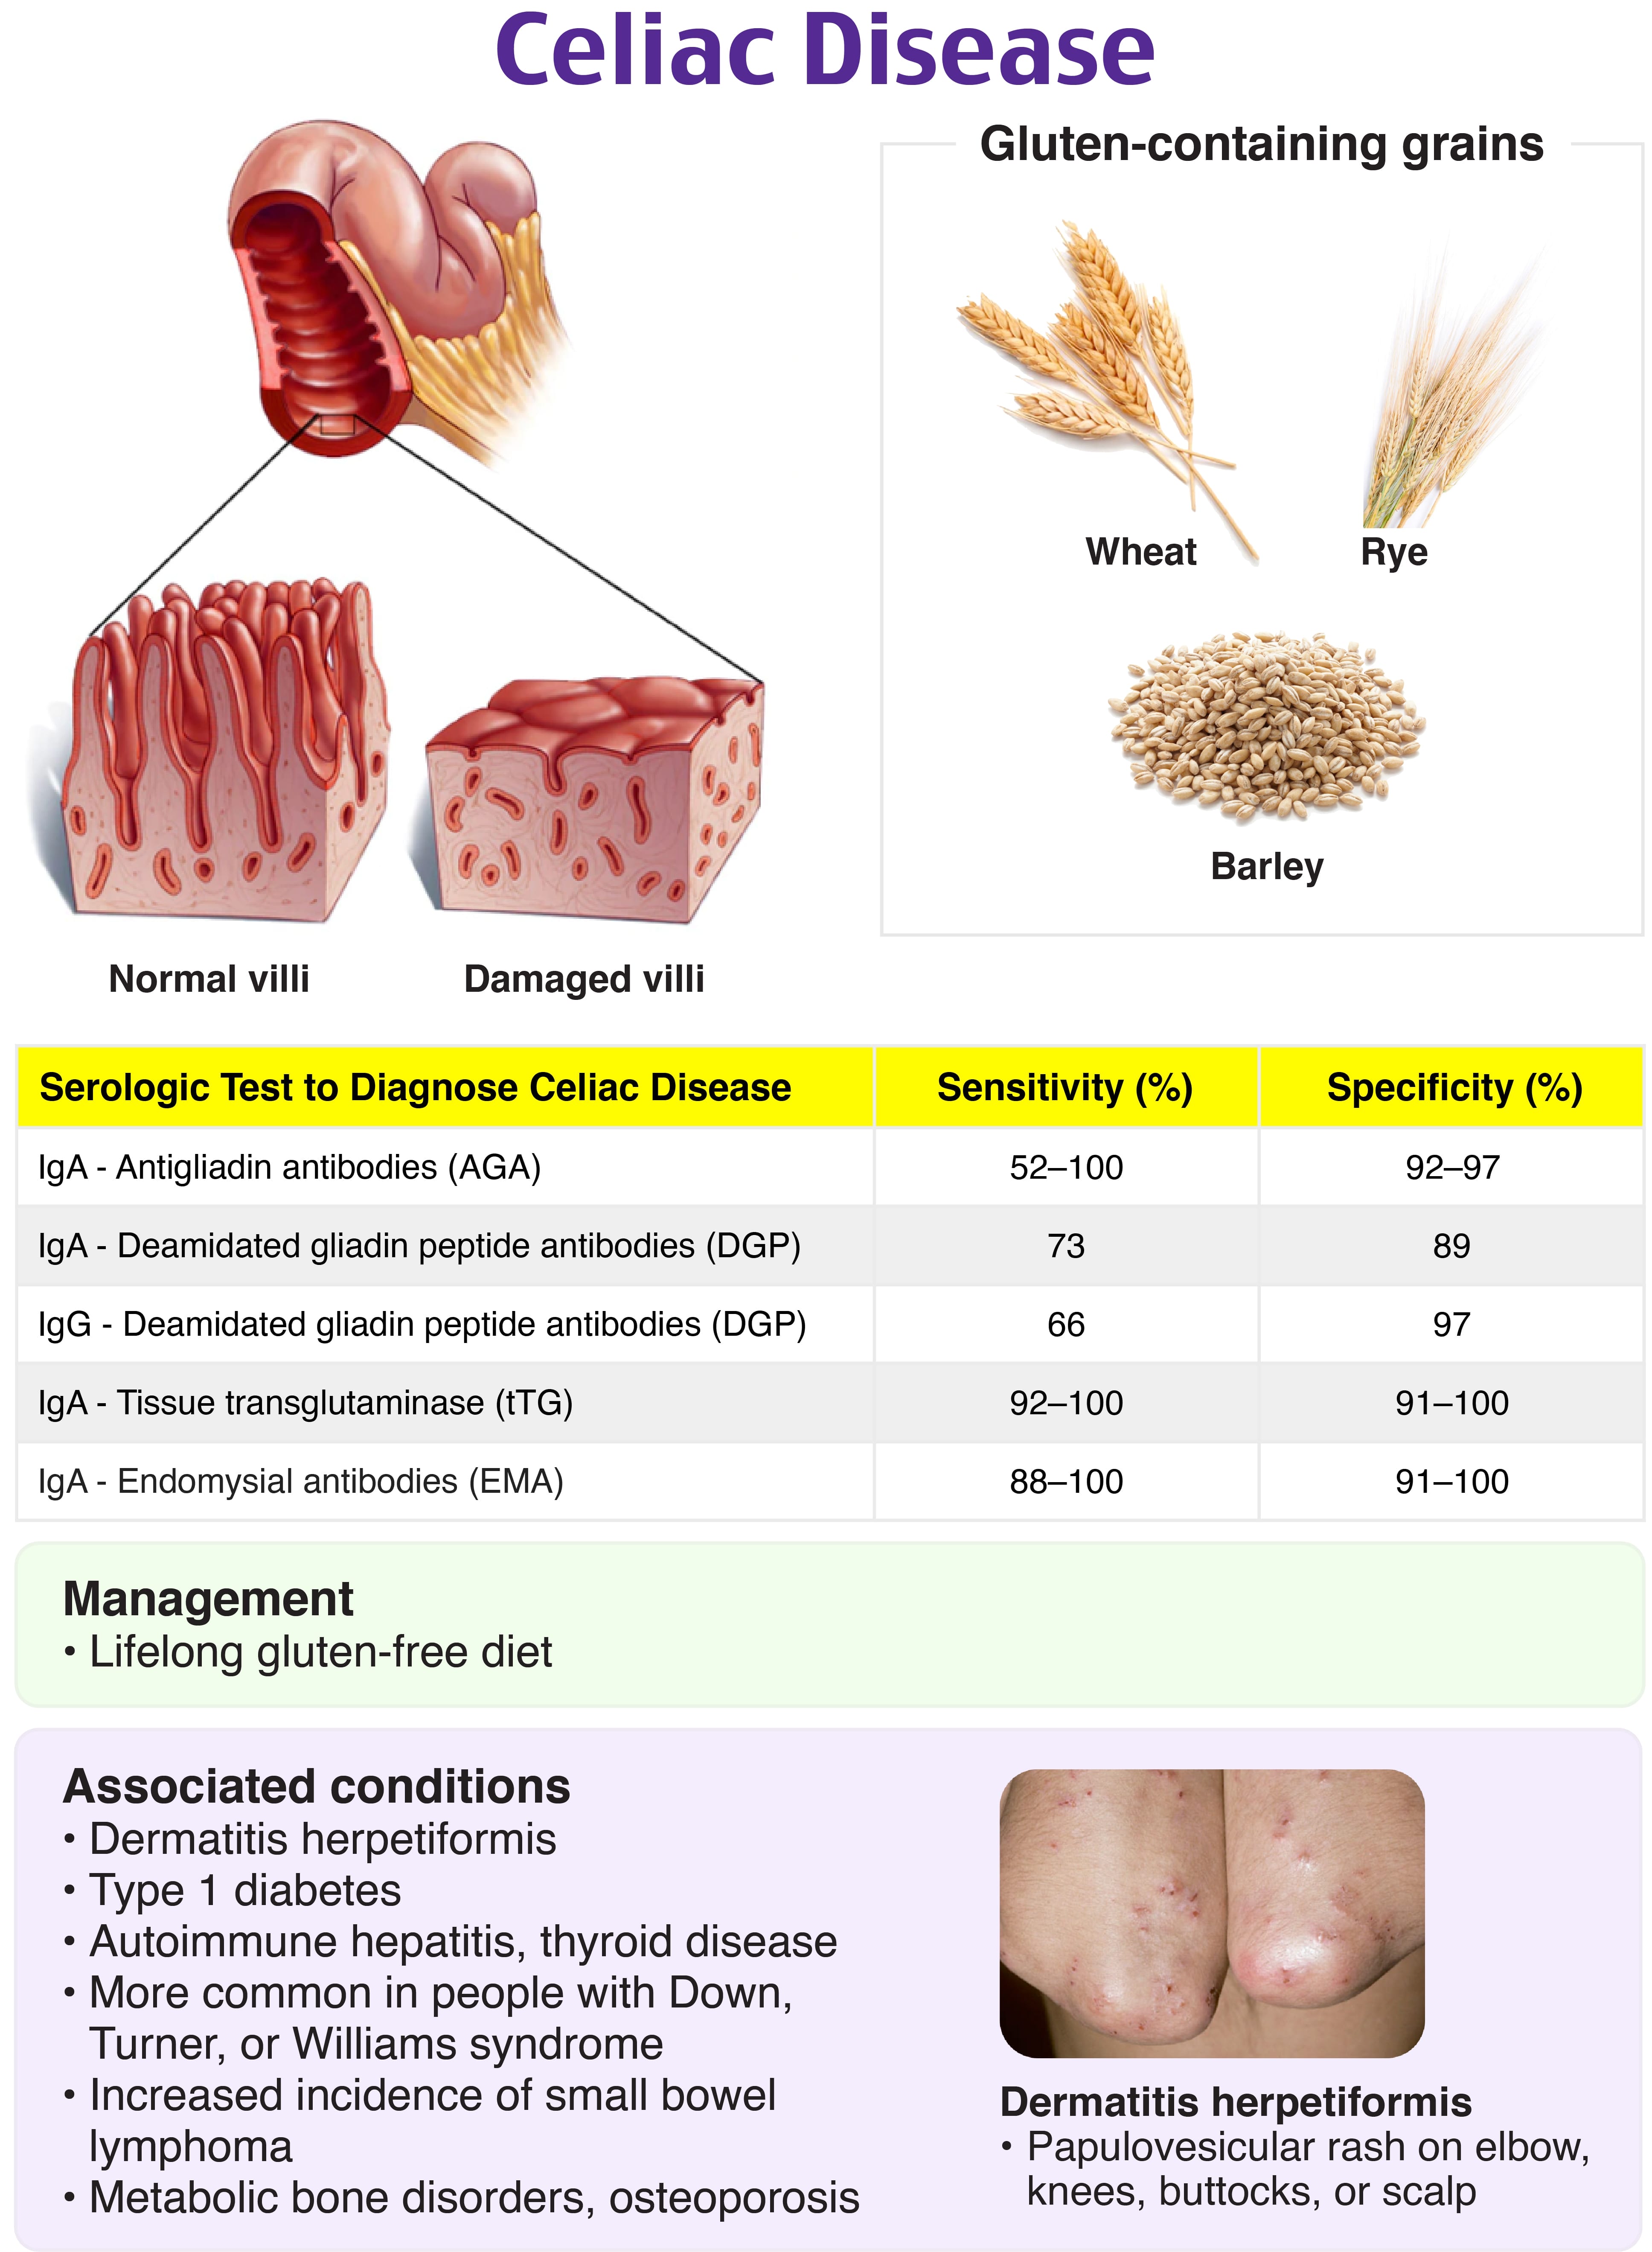 Celiac Disease
Gluten-containing grains
Wheat
Rye
Barley
Normal villi
Damaged villi
Serologic Test to Diagnose Celiac Disease Sensitivity (%) Specificity (%)
IgA - Antigliadin antibodies (AGA) 52–100 92–97
IgA - Deamidated gliadin peptide antibodies (DGP) 73 89
IgG - Deamidated gliadin peptide antibodies (DGP) 66 97
IgA - Tissue transglutaminase (tTG) 92–100 91–100
IgA - Endomysial antibodies (EMA) 88–100 91–100
Management
• Lifelong gluten-free diet
Associated conditions
• Dermatitis herpetiformis
• Type 1 diabetes
• Autoimmune hepatitis, thyroid disease
• More common in people with Down,
Turner, or Williams syndrome
• Increased incidence of small bowel
lymphoma
• Metabolic bone disorders, osteoporosis
Dermatitis herpetiformis
• Papulovesicular rash on elbow,
knees, buttocks, or scalp